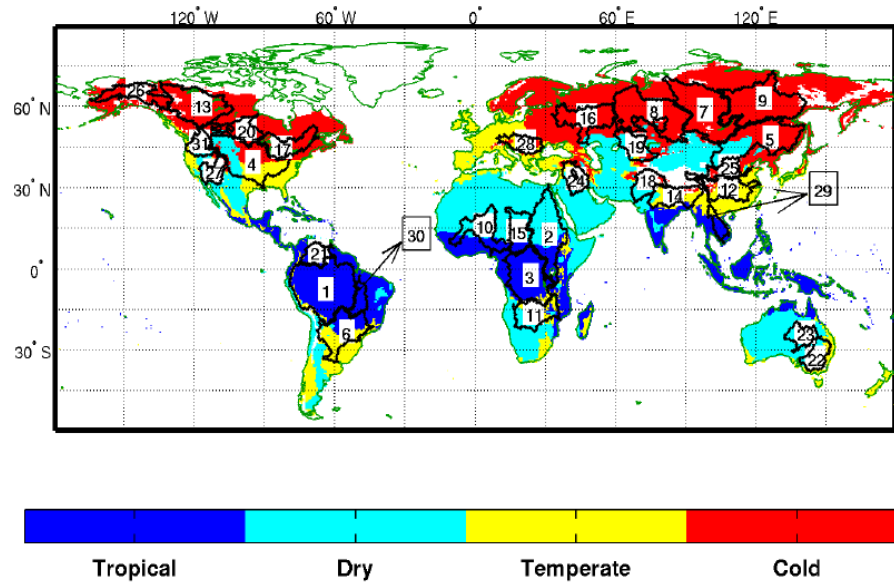 120° W 60° W 0° 60° E 120° E
60° N
30° N
0°
30° S
26 13 20 31 17 4 27
16 8 7 9 5 19 28
24 18 25 14 12 29
10 15 2 30
21 1 3
6 11 23 22
Tropical Dry Temperate Cold